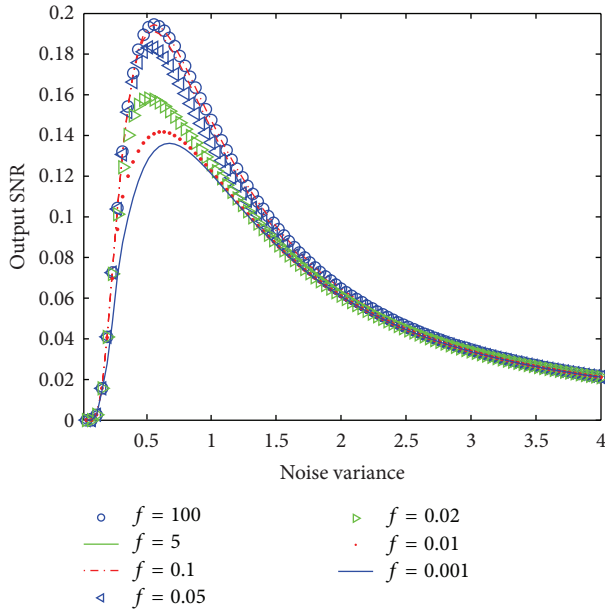 0.2
0.18
0.16
0.14
0.12
0.1
0.08
0.06
0.04
0.02
0
Output SNR
0.5 1 1.5 2 2.5 3 3.5 4
Noise variance
f = 100
f = 5
f = 0.1
f = 0.05
f = 0.02
f = 0.01
f = 0.001